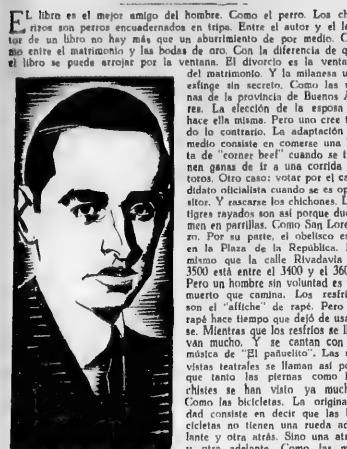 EL libro es el mejor amigo del hombre. Como el perro. Los cho
rizos son perros encuadernados en tripa. Entre el autor y el lec
tor de un libro no hay más que un aburrimiento de por medio. Co
mo entre el matrimonio y las bodas de oro. Con la diferencia de q
el libro se puede arrojar por la ventana. El divorcio es la venta
del matrimonio. Y la milanesa u
esfinge sin secreto. Como las
nas de la provincia de Buenos A
res. La elección de la esposa
hace ella misma. Pero uno cree t
do lo contrario. La adaptación
medio consiste en comerse una
ta de "corner beef" cuando se t
nen ganas de ir a una corrida
toros. Otro caso: votar por el ca
didato oficialista cuando se es op
sitor. Y rascarse los chichones. L
tigres rayados son así porque due
men en parrillas. Como San Lore
zo. Por su parte, el obelisco es
en la Plaza de la República.
mismo que la calle Rivadavia
3500 está entre el 3400 y el 360
Pero un hombre sin voluntad es
muerto que camina. Los resfri
son el "affiche" de rapé. Pero
rapé hace tiempo que dejó de usa
se. Mientras que los resfríos se ll
van mucho. Y se cantan con
música de "El pañuelito". Las
vistas teatrales se llaman así po
que tanto las piernas como
chistes se han visto ya much
Como las bicicletas. La origina
dad consiste en decir que las
cicletas no tienen una rueda ad
lante y otra atrás. Sino una atr
y otra adelante. Como las